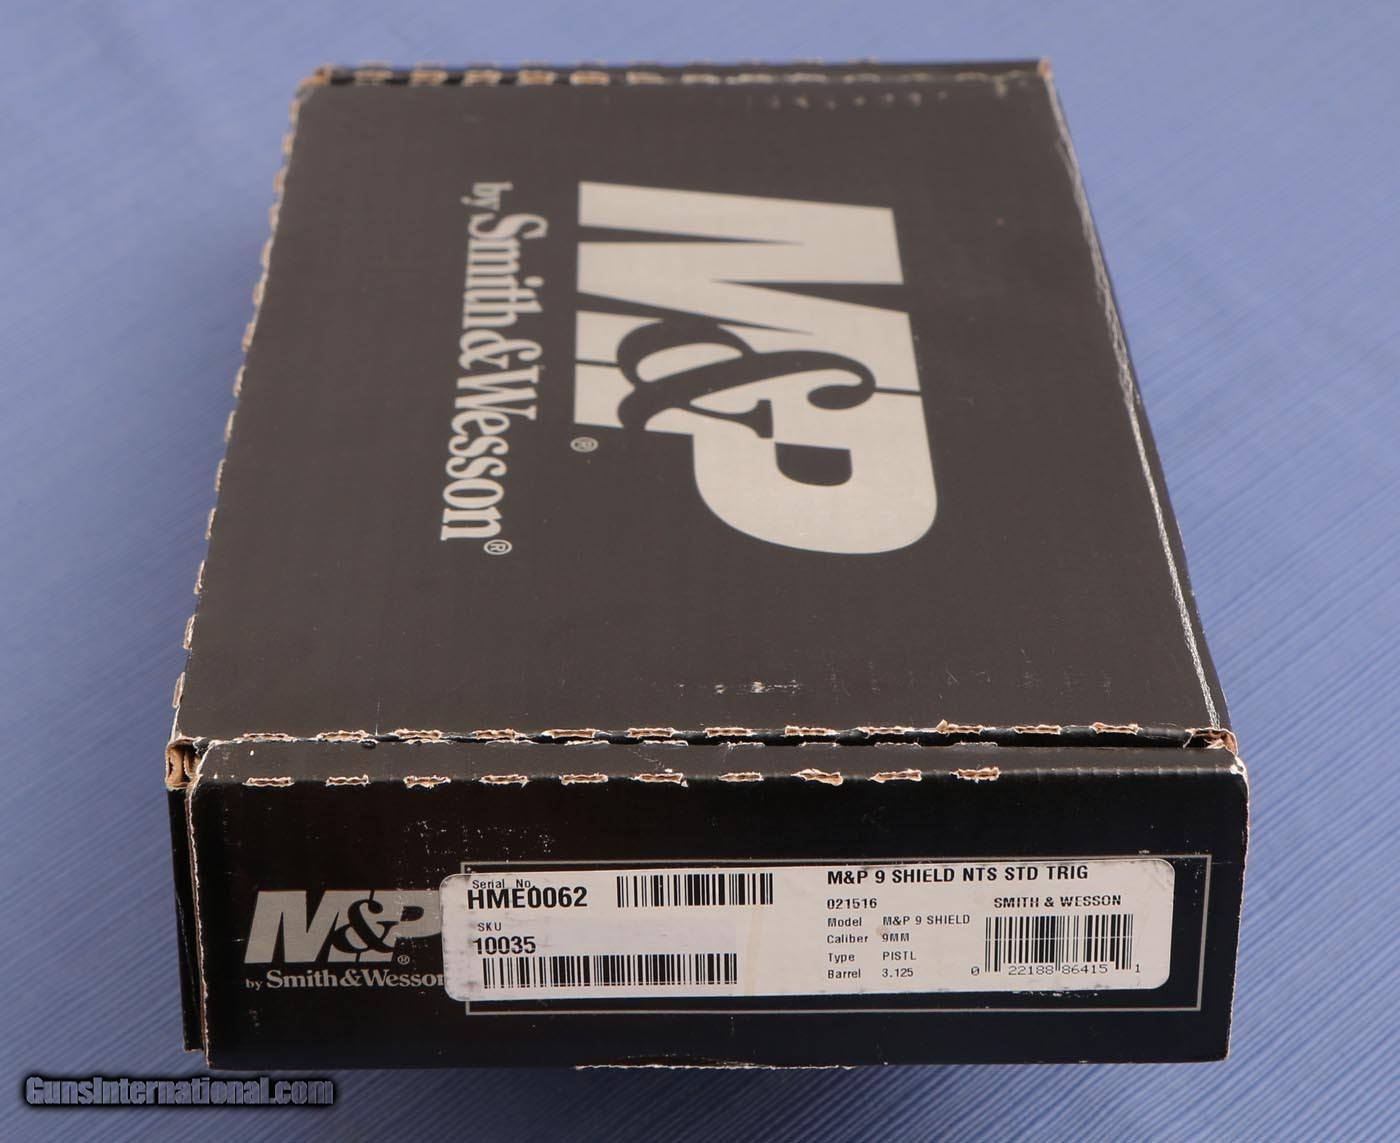 M&P®
by Smith&Wesson®
M&P®
by Smith&Wesson
Serial No.
HME0062
SKU
10035
M&P 9 SHIELD NTS STD TRIG
021516
SMITH & WESSON
Model M&P 9 SHIELD
Caliber 9MM
Type PISTL
Barrel 3.125
0 22188 86415 1
GunsInternational.com